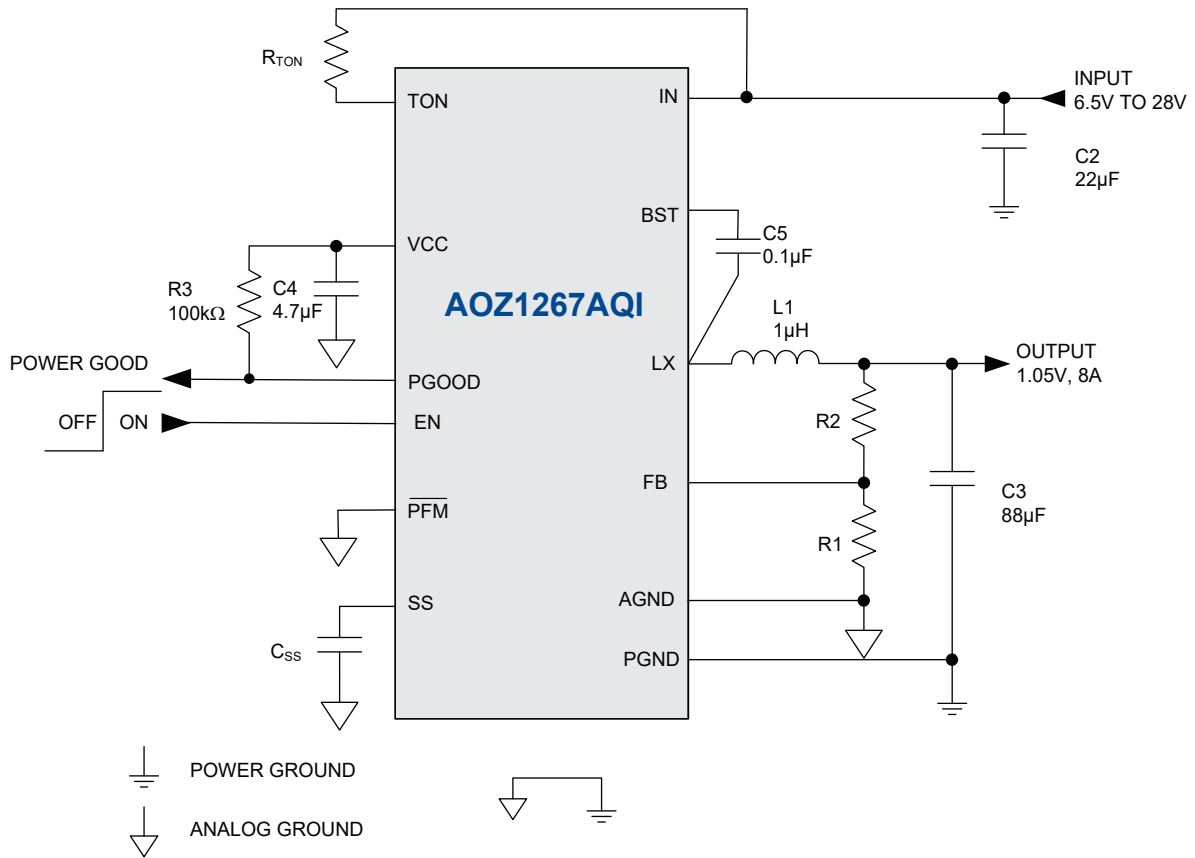 R_TON
TON
IN
INPUT
6.5V TO 28V
C2
22µF
BST
C5
0.1µF
VCC
R3
100kΩ
C4
4.7µF
AOZ1267AQI
L1
1µH
LX
OUTPUT
1.05V, 8A
POWER GOOD
PGOOD
OFF
ON
EN
R2
FB
C3
88µF
PFM
R1
SS
AGND
C_SS
PGND
POWER GROUND
ANALOG GROUND